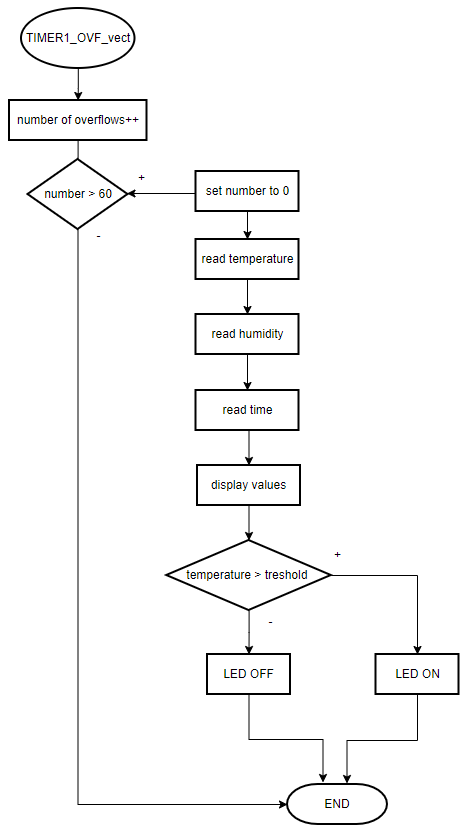 TIMER1_OVF_vect
number of overflows++
number > 60
+
-
set number to 0
read temperature
read humidity
read time
display values
temperature > treshold
+
-
LED OFF
LED ON
END